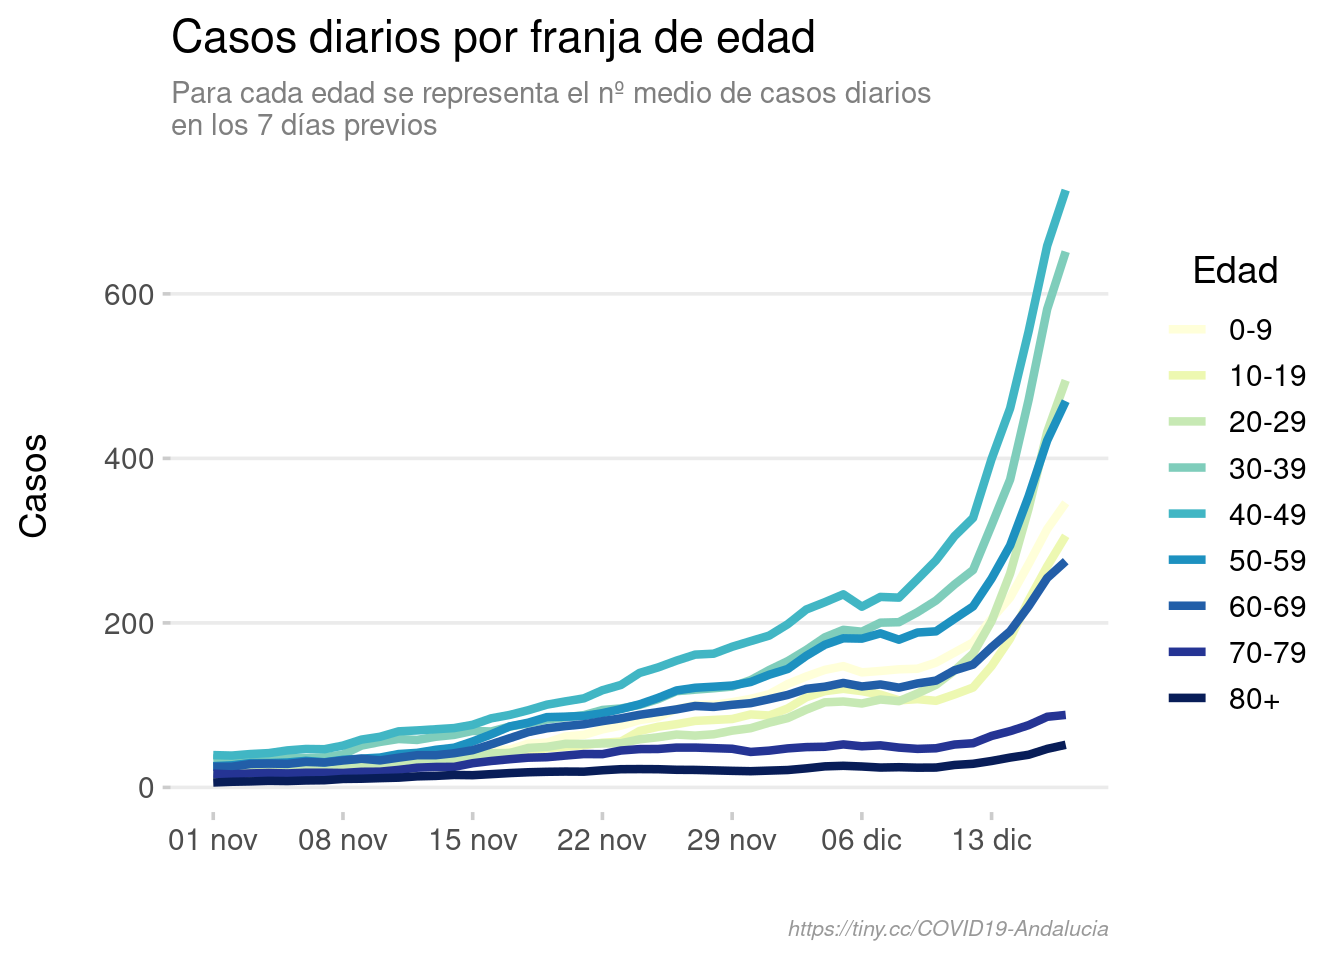 Casos diarios por franja de edad
Para cada edad se representa el nº medio de casos diarios
en los 7 días previos
Casos
600
400
200
0
01 nov
08 nov
15 nov
22 nov
29 nov
06 dic
13 dic
Edad
0-9
10-19
20-29
30-39
40-49
50-59
60-69
70-79
80+
https://tiny.cc/COVID19-Andalucia